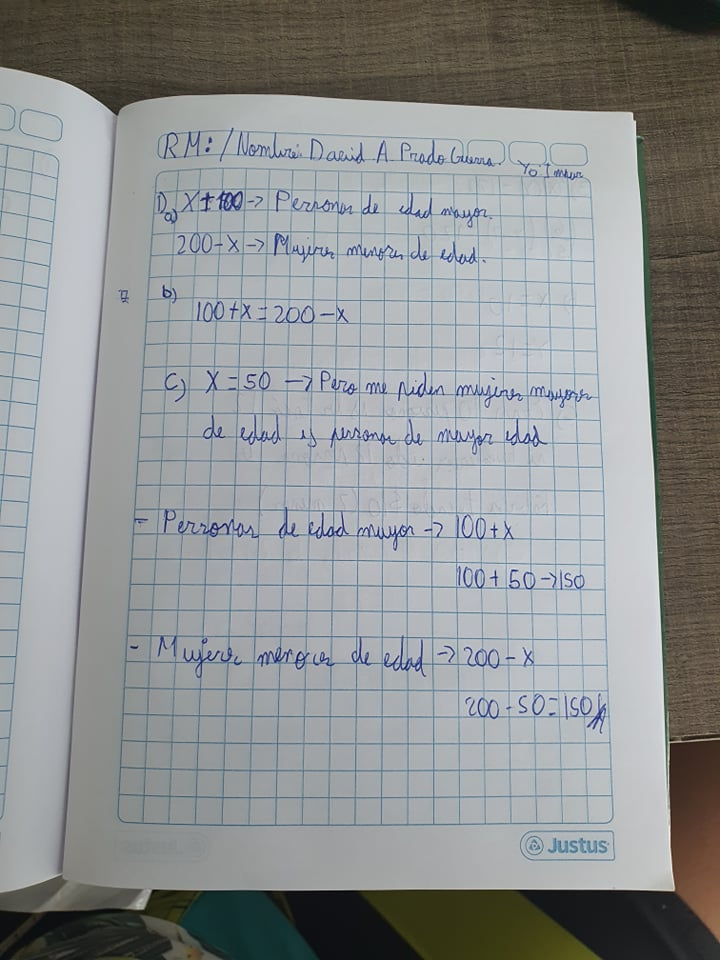 RM: / Nombre: David A Prado Guerra.
Yo: 1 mayor
1) a) X + 100 -> Personas de edad mayor.
200 - x -> Mujeres menores de edad.
b)
100 + x = 200 - x
c) X = 50 -> Pero me piden mujeres mayores
de edad y personas de mayor edad
- Personas de edad mayor -> 100 + x
100 + 50 -> 150
- Mujeres menores de edad -> 200 - x
200 - 50 = 150
Justus